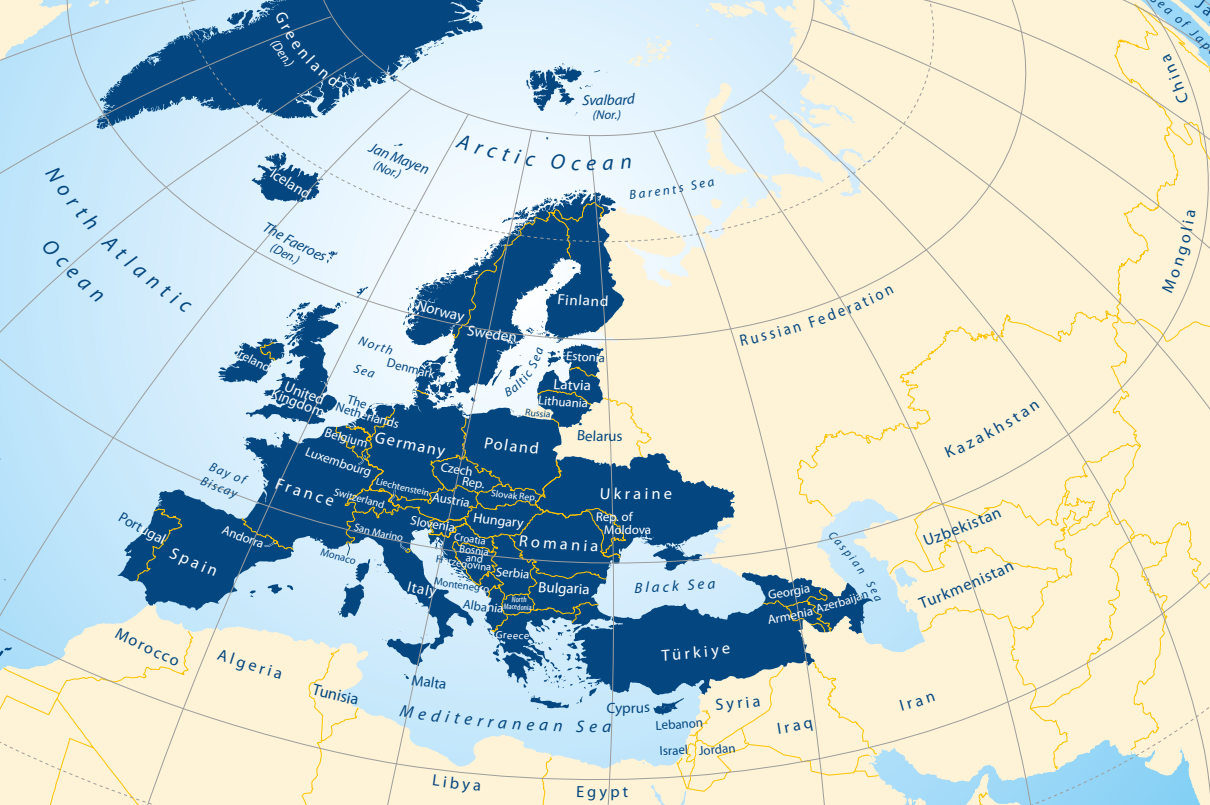 Greenland
(Den.)
Svalbard
(Nor.)
Jan Mayen
(Nor.)
Arctic Ocean
Barents Sea
Sea of Jap
Ja
China
Mongolia
Iceland
North Atlantic
Ocean
The Faeroes
(Den.)
Norway
Sweden
Finland
Russian Federation
North
Sea
Denmark
Baltic Sea
Estonia
Latvia
Lithuania
Russia
Belarus
Kazakhstan
Ireland
United
Kingdom
The
Netherlands
Belgium
Germany
Poland
Luxembourg
Czech
Rep.
Bay of
Biscay
France
Liechtenstein
Switzerland
Austria
Slovak Rep.
Ukraine
Slovenia
Hungary
Rep. of
Moldova
Portugal
Andorra
Spain
San Marino
Monaco
Croatia
Bosnia
and
Herzegovina
Romania
Uzbekistan
Caspian Sea
Turkmenistan
Italy
Montenegro
Serbia
Bulgaria
Black Sea
Georgia
Armenia
Azerbaijan
Albania
North
Macedonia
Greece
Türkiye
Morocco
Algeria
Tunisia
Malta
Mediterranean Sea
Cyprus
Syria
Lebanon
Iraq
Iran
Israel
Jordan
Libya
Egypt